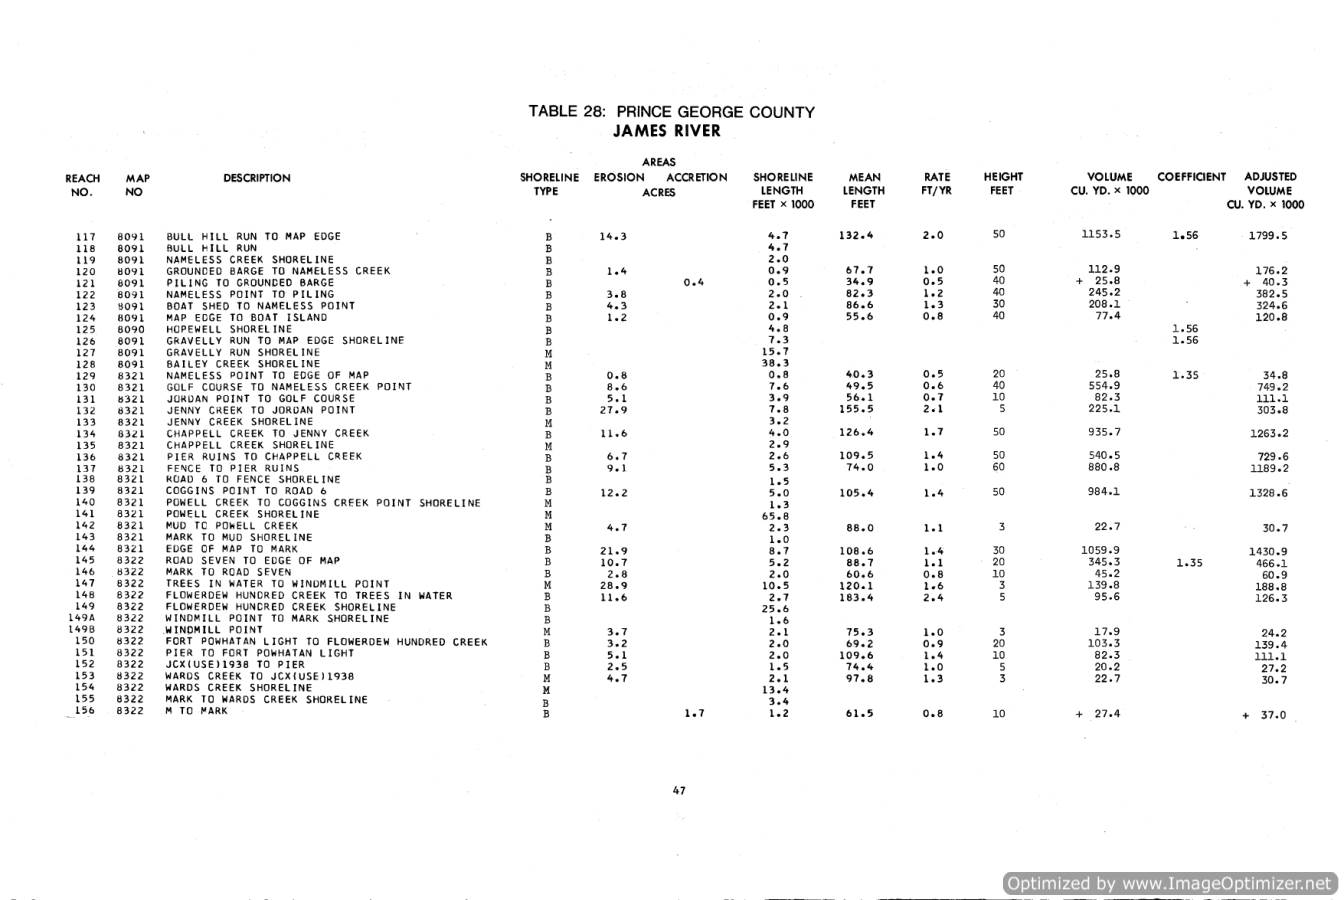 TABLE 28: PRINCE GEORGE COUNTY
JAMES RIVER
AREAS
REACH MAP DESCRIPTION SHORELINE EROSION ACCRETION SHORELINE MEAN RATE HEIGHT VOLUME COEFFICIENT ADJUSTED
NO. NO TYPE ACRES LENGTH LENGTH FT/YR FEET CU. YD. × 1000 VOLUME
FEET × 1000 FEET CU. YD. × 1000
117 8091 BULL HILL RUN TO MAP EDGE B 14.3 4.7 132.4 2.0 50 1153.5 1.56 1799.5
118 8091 BULL HILL RUN B 4.7
119 8091 NAMELESS CREEK SHORELINE B 2.0
120 8091 GROUNDED BARGE TO NAMELESS CREEK B 1.4 0.9 67.7 1.0 50 112.9 176.2
121 8091 PILING TO GROUNDED BARGE B 0.4 0.5 34.9 0.5 40 + 25.8 + 40.3
122 8091 NAMELESS POINT TO PILING B 3.8 2.0 82.3 1.2 40 245.2 382.5
123 8091 BOAT SHED TO NAMELESS POINT B 4.3 2.1 86.6 1.3 30 208.1 324.6
124 8091 MAP EDGE TO BOAT ISLAND B 1.2 0.9 55.6 0.8 40 77.4 120.8
125 8090 HOPEWELL SHORELINE B 4.8 1.56
126 8091 GRAVELLY RUN TO MAP EDGE SHORELINE B 7.3 1.56
127 8091 GRAVELLY RUN SHORELINE M 15.7
128 8091 BAILEY CREEK SHORELINE M 38.3
129 8321 NAMELESS POINT TO EDGE OF MAP B 0.8 0.8 40.3 0.5 20 25.8 1.35 34.8
130 8321 GOLF COURSE TO NAMELESS CREEK POINT B 8.6 7.6 49.5 0.6 40 554.9 749.2
131 8321 JORDAN POINT TO GOLF COURSE B 5.1 3.9 56.1 0.7 10 82.3 111.1
132 8321 JENNY CREEK TO JORDAN POINT B 27.9 7.8 155.5 2.1 5 225.1 303.8
133 8321 JENNY CREEK SHORELINE M 3.2
134 8321 CHAPPELL CREEK TO JENNY CREEK B 11.6 4.0 126.4 1.7 50 935.7 1263.2
135 8321 CHAPPELL CREEK SHORELINE M 2.9
136 8321 PIER RUINS TO CHAPPELL CREEK B 6.7 2.6 109.5 1.4 50 540.5 729.6
137 8321 FENCE TO PIER RUINS B 9.1 5.3 74.0 1.0 60 880.8 1189.2
138 8321 ROAD 6 TO FENCE SHORELINE B 1.5
139 8321 COGGINS POINT TO ROAD 6 B 12.2 5.0 105.4 1.4 50 984.1 1328.6
140 8321 POWELL CREEK TO COGGINS CREEK POINT SHORELINE M 1.3
141 8321 POWELL CREEK SHORELINE M 65.8
142 8321 MUD TO POWELL CREEK M 4.7 2.3 88.0 1.1 3 22.7 30.7
143 8321 MARK TO MUD SHORELINE B 1.0
144 8321 EDGE OF MAP TO MARK B 21.9 8.7 108.6 1.4 30 1059.9 1430.9
145 8322 ROAD SEVEN TO EDGE OF MAP B 10.7 5.2 88.7 1.1 20 345.3 1.35 466.1
146 8322 MARK TO ROAD SEVEN B 2.8 2.0 60.6 0.8 10 45.2 60.9
147 8322 TREES IN WATER TO WINDMILL POINT M 28.9 10.5 120.1 1.6 3 139.8 188.8
148 8322 FLOWERDEW HUNDRED CREEK TO TREES IN WATER B 11.6 2.7 183.4 2.4 5 95.6 126.3
149 8322 FLOWERDEW HUNDRED CREEK SHORELINE B 25.6
149A 8322 WINDMILL POINT TO MARK SHORELINE B 1.6
149B 8322 WINDMILL POINT M 3.7 2.1 75.3 1.0 3 17.9 24.2
150 8322 FORT POWHATAN LIGHT TO FLOWERDEW HUNDRED CREEK B 3.2 2.0 69.2 0.9 20 103.3 139.4
151 8322 PIER TO FORT POWHATAN LIGHT B 5.1 2.0 109.6 1.4 10 82.3 111.1
152 8322 JCX(USE)1938 TO PIER B 2.5 1.5 74.4 1.0 5 20.2 27.2
153 8322 WARDS CREEK TO JCX(USE)1938 M 4.7 2.1 97.8 1.3 3 22.7 30.7
154 8322 WARDS CREEK SHORELINE M 13.4
155 8322 MARK TO WARDS CREEK SHORELINE B 3.4
156 8322 M TO MARK B 1.7 1.2 61.5 0.8 10 + 27.4 + 37.0
47
Optimized by www.ImageOptimizer.net